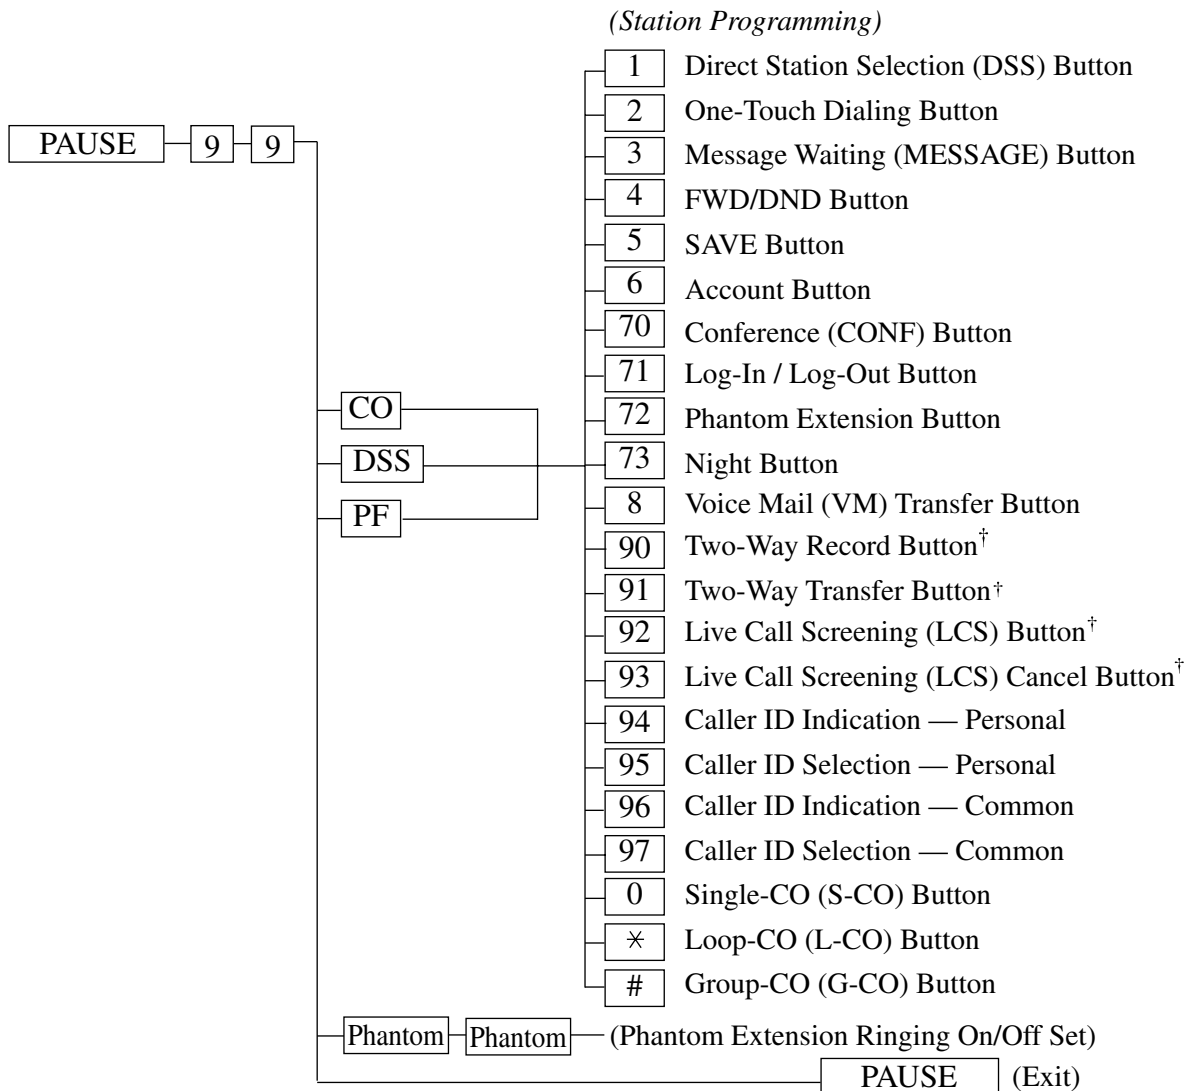 (Station Programming)
1 Direct Station Selection (DSS) Button
2 One-Touch Dialing Button
PAUSE 9 9
3 Message Waiting (MESSAGE) Button
4 FWD/DND Button
5 SAVE Button
6 Account Button
70 Conference (CONF) Button
71 Log-In / Log-Out Button
CO
72 Phantom Extension Button
DSS
73 Night Button
8 Voice Mail (VM) Transfer Button
PF
90 Two-Way Record Button†
91 Two-Way Transfer Button†
92 Live Call Screening (LCS) Button†
93 Live Call Screening (LCS) Cancel Button†
94 Caller ID Indication — Personal
95 Caller ID Selection — Personal
96 Caller ID Indication — Common
97 Caller ID Selection — Common
0 Single-CO (S-CO) Button
* Loop-CO (L-CO) Button
# Group-CO (G-CO) Button
Phantom Phantom (Phantom Extension Ringing On/Off Set)
PAUSE (Exit)